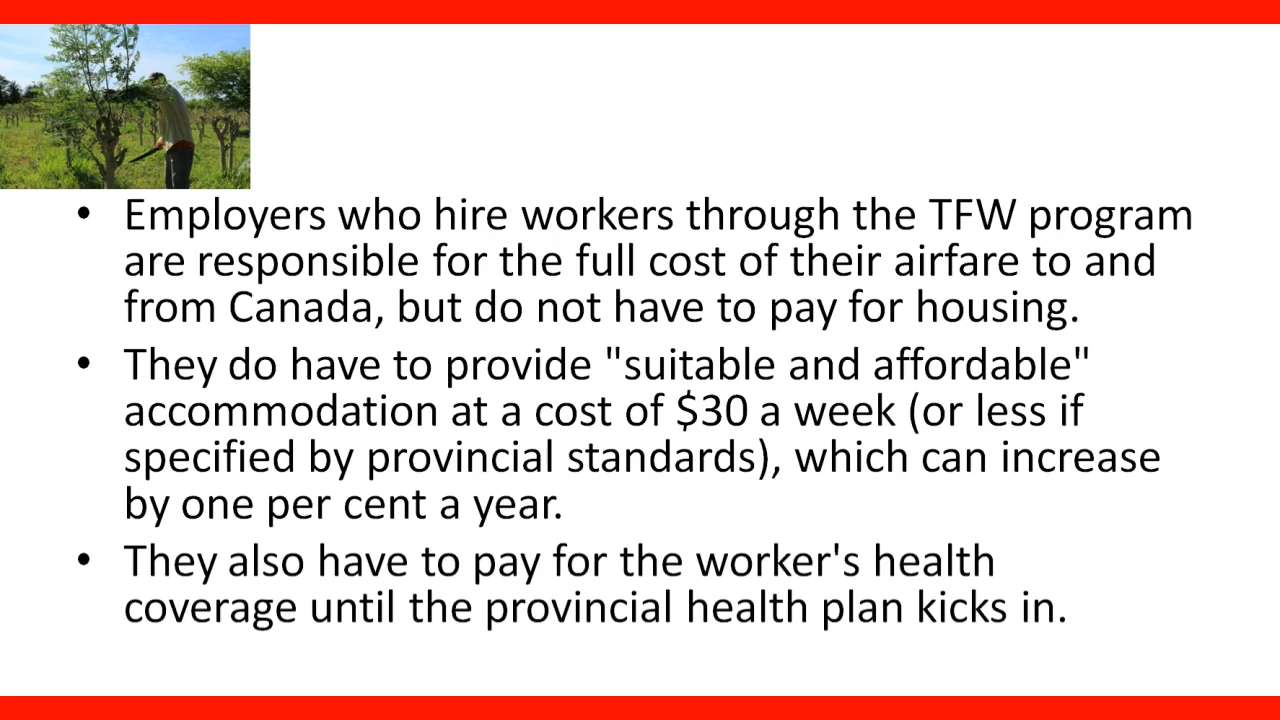 • Employers who hire workers through the TFW program
are responsible for the full cost of their airfare to and
from Canada, but do not have to pay for housing.
• They do have to provide "suitable and affordable"
accommodation at a cost of $30 a week (or less if
specified by provincial standards), which can increase
by one per cent a year.
• They also have to pay for the worker's health
coverage until the provincial health plan kicks in.